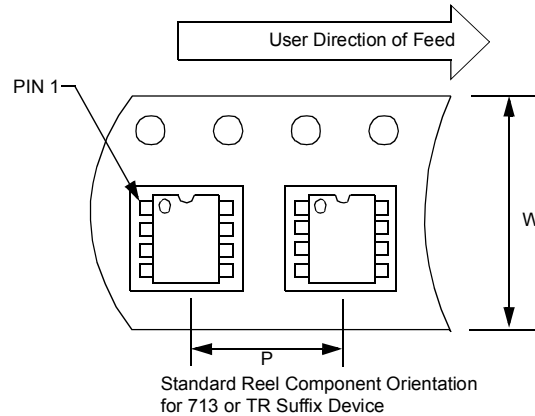 User Direction of Feed
PIN 1
W
P
Standard Reel Component Orientation
for 713 or TR Suffix Device